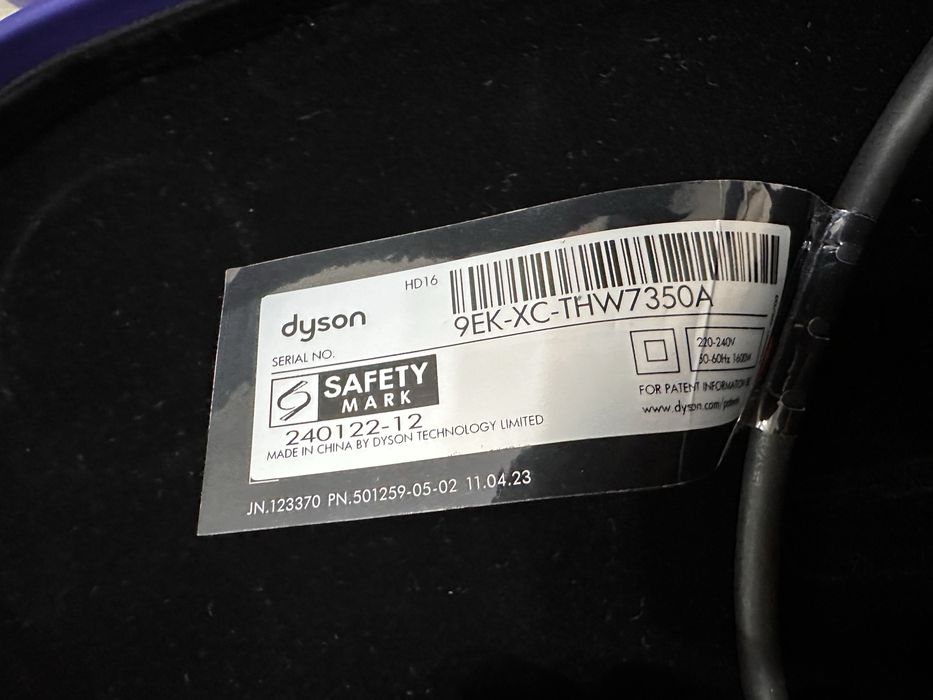 HD16
dyson
9EK-XC-THW7350A
SERIAL NO.
SAFETY
MARK
240122-12
MADE IN CHINA BY DYSON TECHNOLOGY LIMITED
220-240V
50-60Hz 1600W
FOR PATENT INFORMATION
www.dyson.com/
JN.123370 PN.501259-05-02 11.04.23